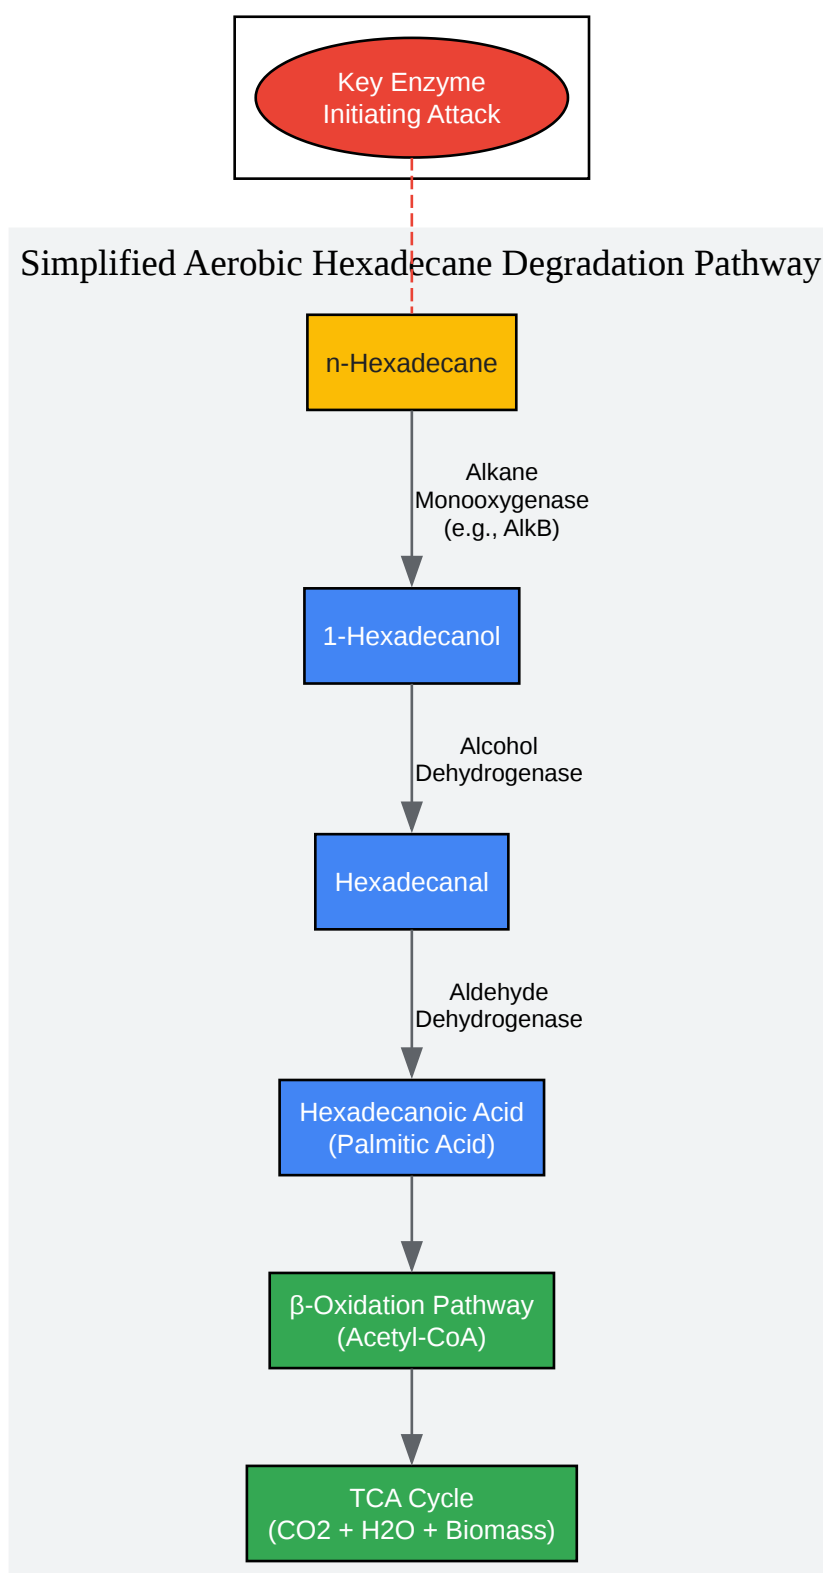 Key Enzyme
Initiating Attack
Simplified Aerobic Hexadecane Degradation Pathway
n-Hexadecane
Alkane
Monooxygenase
(e.g., AlkB)
1-Hexadecanol
Alcohol
Dehydrogenase
Hexadecanal
Aldehyde
Dehydrogenase
Hexadecanoic Acid
(Palmitic Acid)
β-Oxidation Pathway
(Acetyl-CoA)
TCA Cycle
(CO2 + H2O + Biomass)